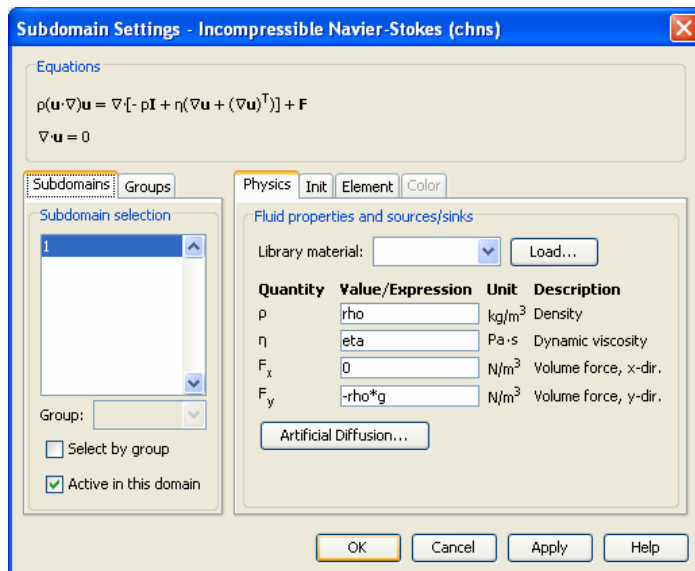 Subdomain Settings - Incompressible Navier-Stokes (chns)
Equations
ρ(u·∇)u = ∇·[- pI + η(∇u + (∇u)ᵀ)] + F
∇·u = 0
Subdomains Groups
Subdomain selection
1
Group:
Select by group
Active in this domain
Physics Init Element Color
Fluid properties and sources/sinks
Library material: Load...
Quantity Value/Expression Unit Description
ρ rho kg/m³ Density
η eta Pa·s Dynamic viscosity
Fₓ 0 N/m³ Volume force, x-dir.
F_y -rho*g N/m³ Volume force, y-dir.
Artificial Diffusion...
OK Cancel Apply Help